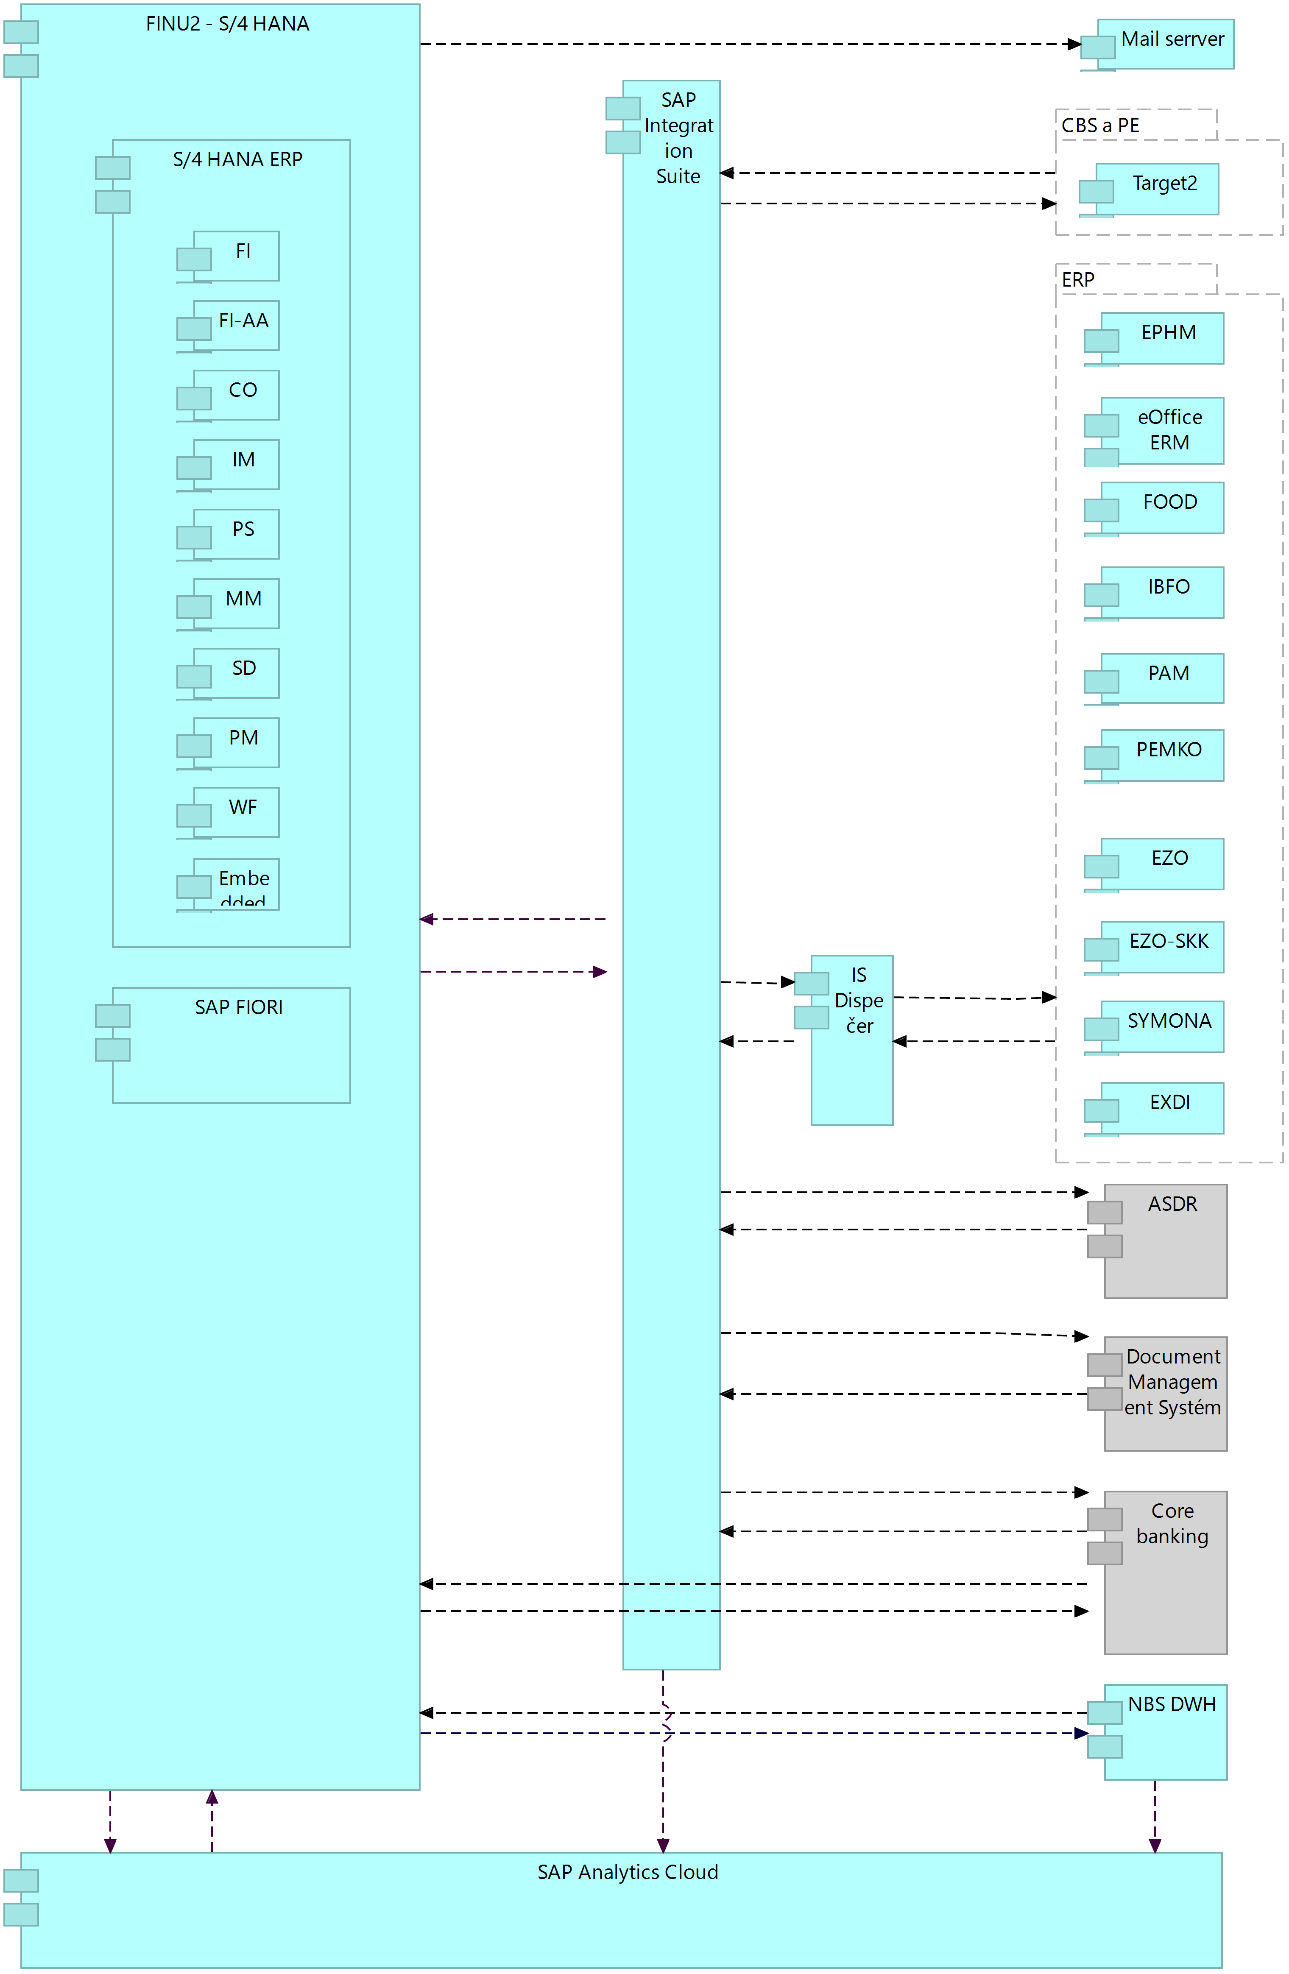 FINU2 - S/4 HANA
Mail serrver
SAP
Integrat
ion
Suite
CBS a PE
Target2
S/4 HANA ERP
FI
FI-AA
CO
IM
PS
MM
SD
PM
WF
Embe
dded
SAP FIORI
ERP
EPHM
eOffice
ERM
FOOD
IBFO
PAM
PEMKO
EZO
EZO-SKK
SYMONA
EXDI
IS
Dispe
čer
ASDR
Document
Managem
ent Systém
Core
banking
NBS DWH
SAP Analytics Cloud